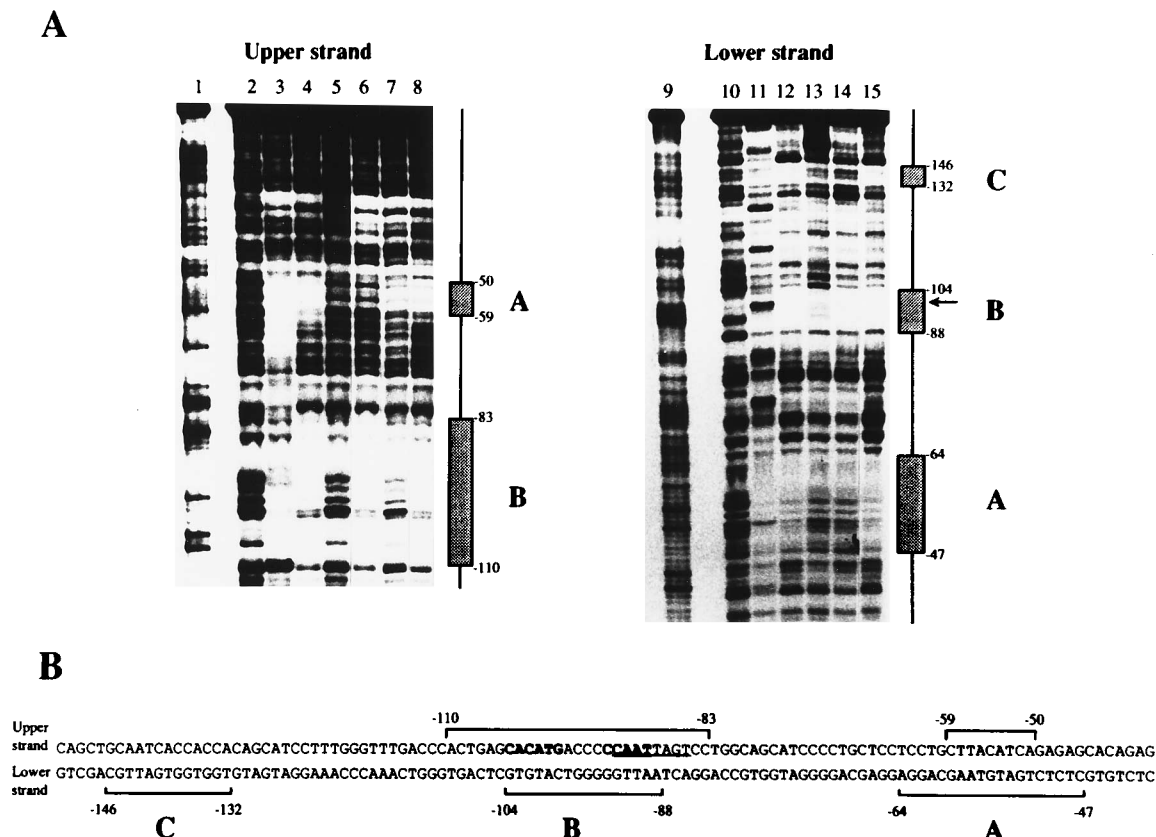 A
Upper strand
Lower strand
1 2 3 4 5 6 7 8
9 10 11 12 13 14 15
-50
A
-59
-83
B
-110
-146
C
-132
-104
B
-88
-64
A
-47
B
-110 -83 -59 -50
Upper strand CAGCTGCAATCACCACCACAGCATCCTTTGGGTTTGACCCACTGAGCACATGACCCCCCAATTAGTCCTGGCAGCATCCCCTGCTCCTCCTGCTTACATCAGAGAGCACAGAG
Lower strand GTCGACGTTAGTGGTGGTGTAGTAGGAAACCCAAACTGGGTGACTCGTGTACTGGGGGTTAATCAGGACCGTGGTAGGGGACGAGGAGGACGAATGTAGTCTCTCGTGTCTC
-146 -132 -104 -88 -64 -47
C B A